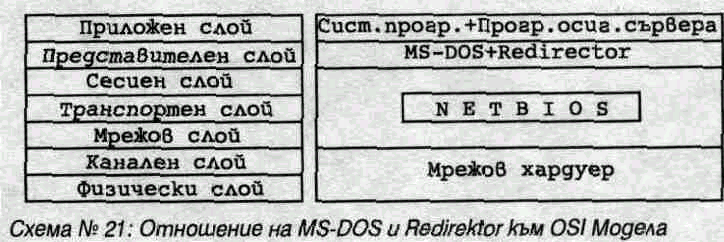 Приложен слой
Представителен слой
Сесиен слой
Транспортен слой
Мрежов слой
Канален слой
Физически слой
Сист.прогр.+Прогр.осиг.сървера
MS-DOS+Redirector
NETBIOS
Мрежов хардуер
Схема № 21: Отношение на MS-DOS и Redirektor към OSI Модела